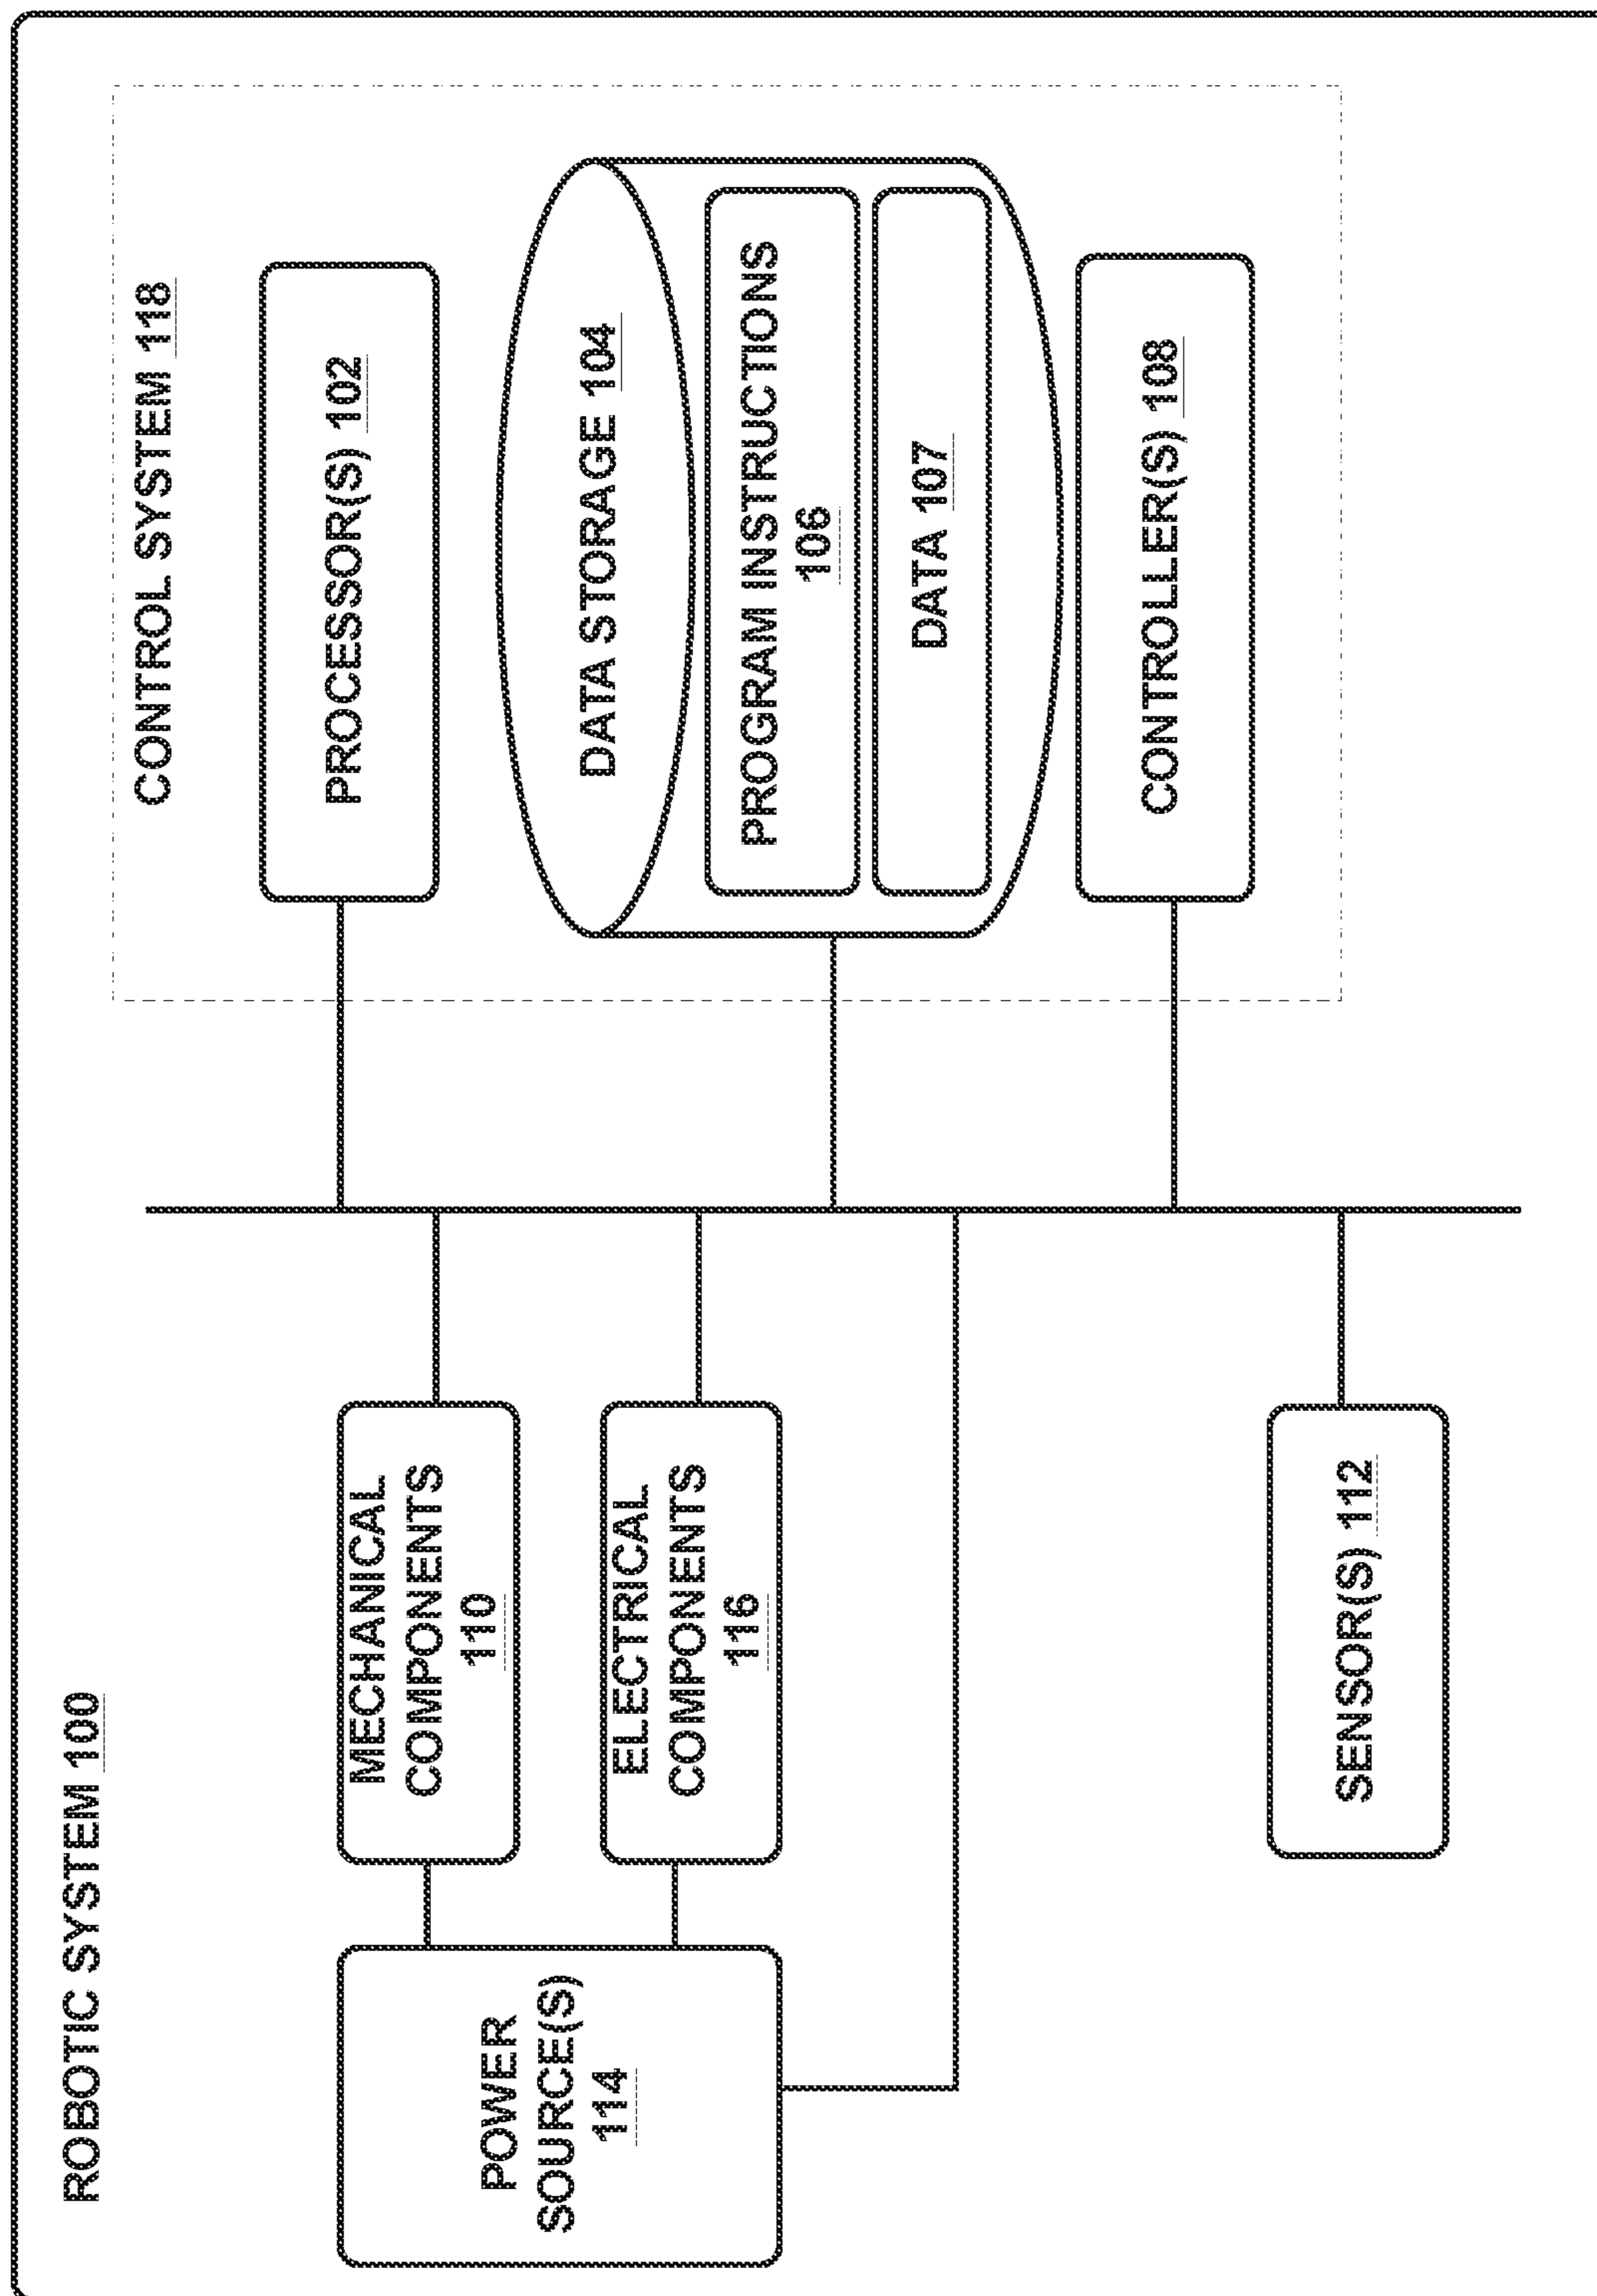 ROBOTIC SYSTEM 100
CONTROL SYSTEM 118
PROCESSOR(S) 102
DATA STORAGE 104
PROGRAM INSTRUCTIONS
106
DATA 107
CONTROLLER(S) 108
MECHANICAL
COMPONENTS
110
ELECTRICAL
COMPONENTS
116
POWER
SOURCE(S)
114
SENSOR(S) 112